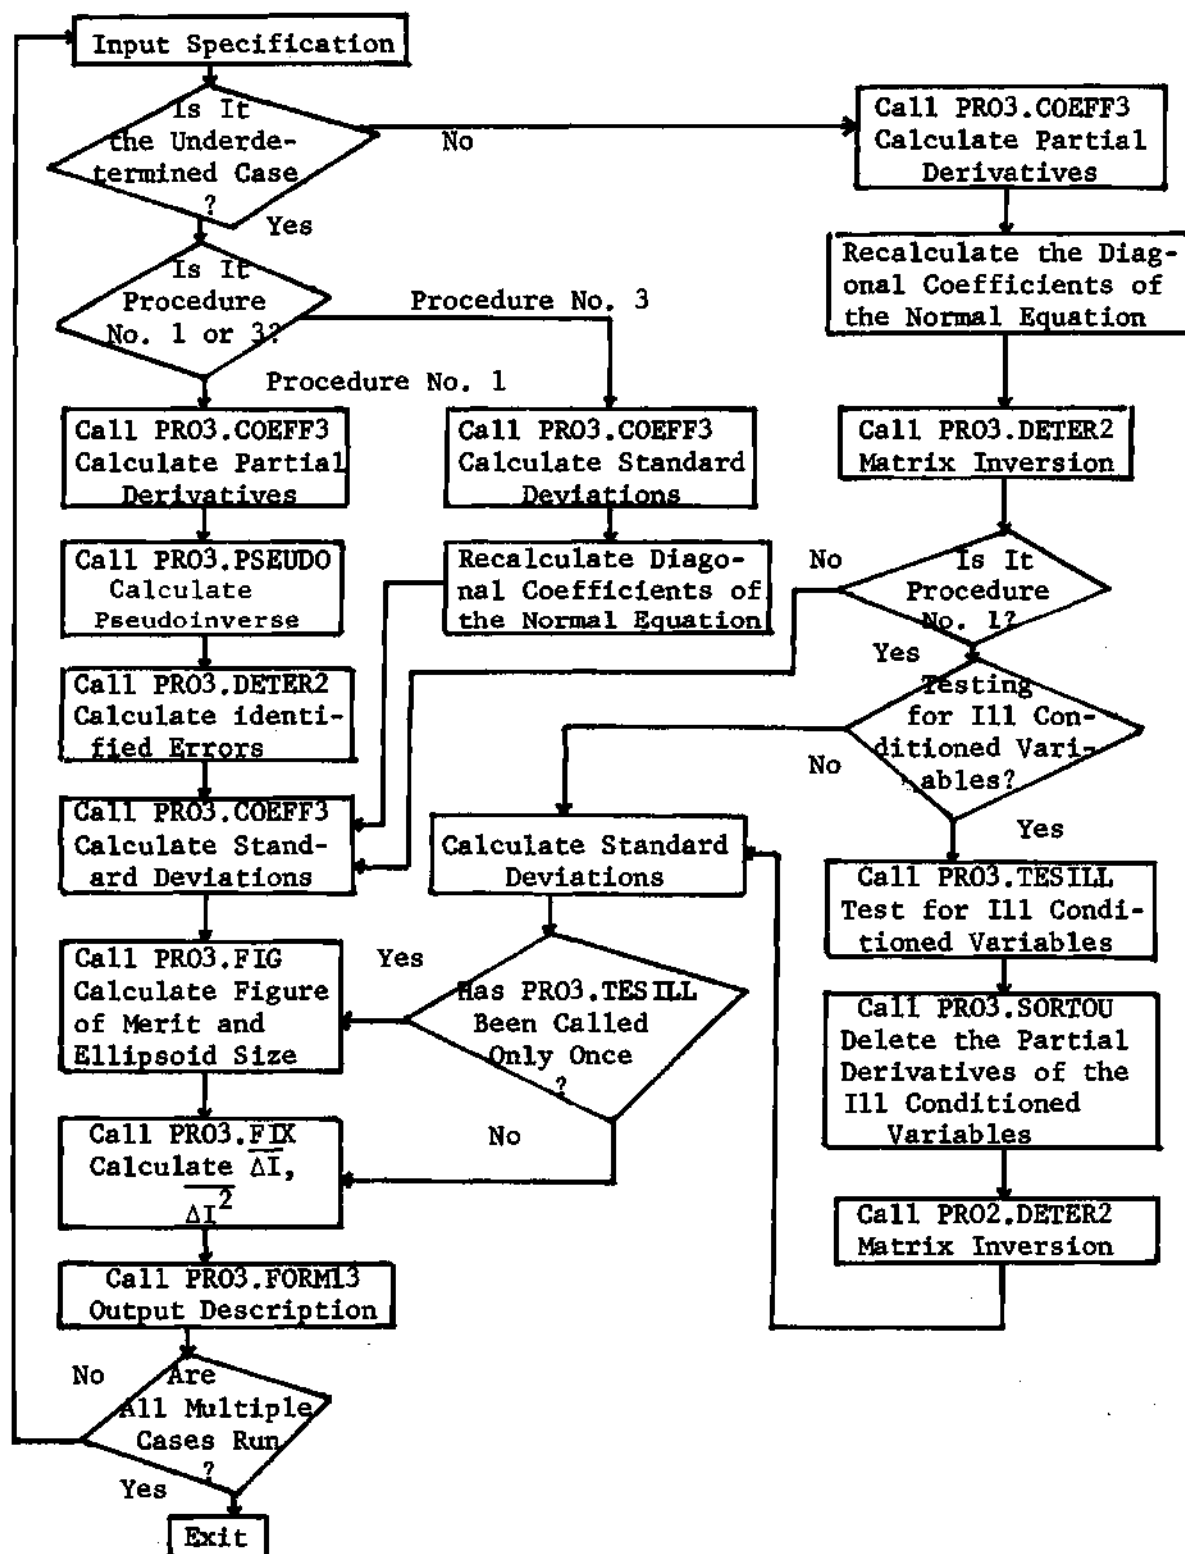 Input Specification
Is It
the Underde-
termined Case
?
No
Yes
Call PRO3.COEFF3
Calculate Partial
Derivatives
Recalculate the Diag-
onal Coefficients of
the Normal Equation
Is It
Procedure
No. 1 or 3?
Procedure No. 3
Procedure No. 1
Call PRO3.COEFF3
Calculate Partial
Derivatives
Call PRO3.COEFF3
Calculate Standard
Deviations
Call PRO3.DETER2
Matrix Inversion
Call PRO3.PSEUDO
Calculate
Pseudoinverse
Recalculate Diago-
nal Coefficients of
the Normal Equation
No
Is It
Procedure
No. 1?
Yes
Call PRO3.DETER2
Calculate identi-
fied Errors
Testing
for Ill Con-
ditioned Vari-
ables?
No
Yes
Call PRO3.COEFF3
Calculate Stand-
ard Deviations
Calculate Standard
Deviations
Call PRO3.TESILL
Test for Ill Condi-
tioned Variables
Call PRO3.FIG
Calculate Figure
of Merit and
Ellipsoid Size
Yes
Has PRO3.TESILL
Been Called
Only Once
?
No
Call PRO3.SORTOU
Delete the Partial
Derivatives of the
Ill Conditioned
Variables
Call PRO3.FIX
Calculate ΔI̅,
ΔI²̅
Call PRO2.DETER2
Matrix Inversion
Call PRO3.FORM13
Output Description
No
Are
All Multiple
Cases Run
?
Yes
Exit